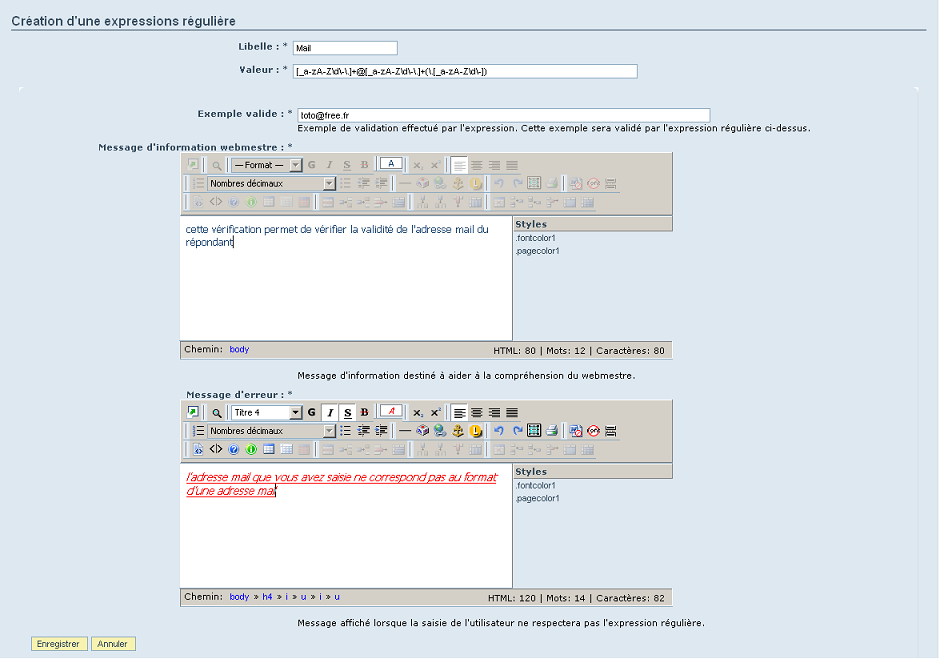 Création d'une expressions régulière
Libelle : * Mail
Valeur : * [_a-zA-Z\d\-\.]+@[_a-zA-Z\d\-\.]+(\.[_a-zA-Z\d\-])
Exemple valide : * toto@free.fr
Exemple de validation effectué par l'expression. Cette exemple sera validé par l'expression régulière ci-dessus.
Message d'information webmestre : *
— Format — G I S B A x₂ x²
Nombres décimaux
Styles
.fontcolor1
.pagecolor1
cette vérification permet de vérifier la validité de l'adresse mail du
répondant
Chemin: body HTML: 80 | Mots: 12 | Caractères: 80
Message d'information destiné à aider à la compréhension du webmestre.
Message d'erreur : *
Titre 4 G I S B A x₂ x²
Nombres décimaux
Styles
.fontcolor1
.pagecolor1
l'adresse mail que vous avez saisie ne correspond pas au format
d'une adresse mail
Chemin: body » h4 » i » u » i » u HTML: 120 | Mots: 14 | Caractères: 82
Message affiché lorsque la saisie de l'utilisateur ne respectera pas l'expression régulière.
Enregistrer Annuler